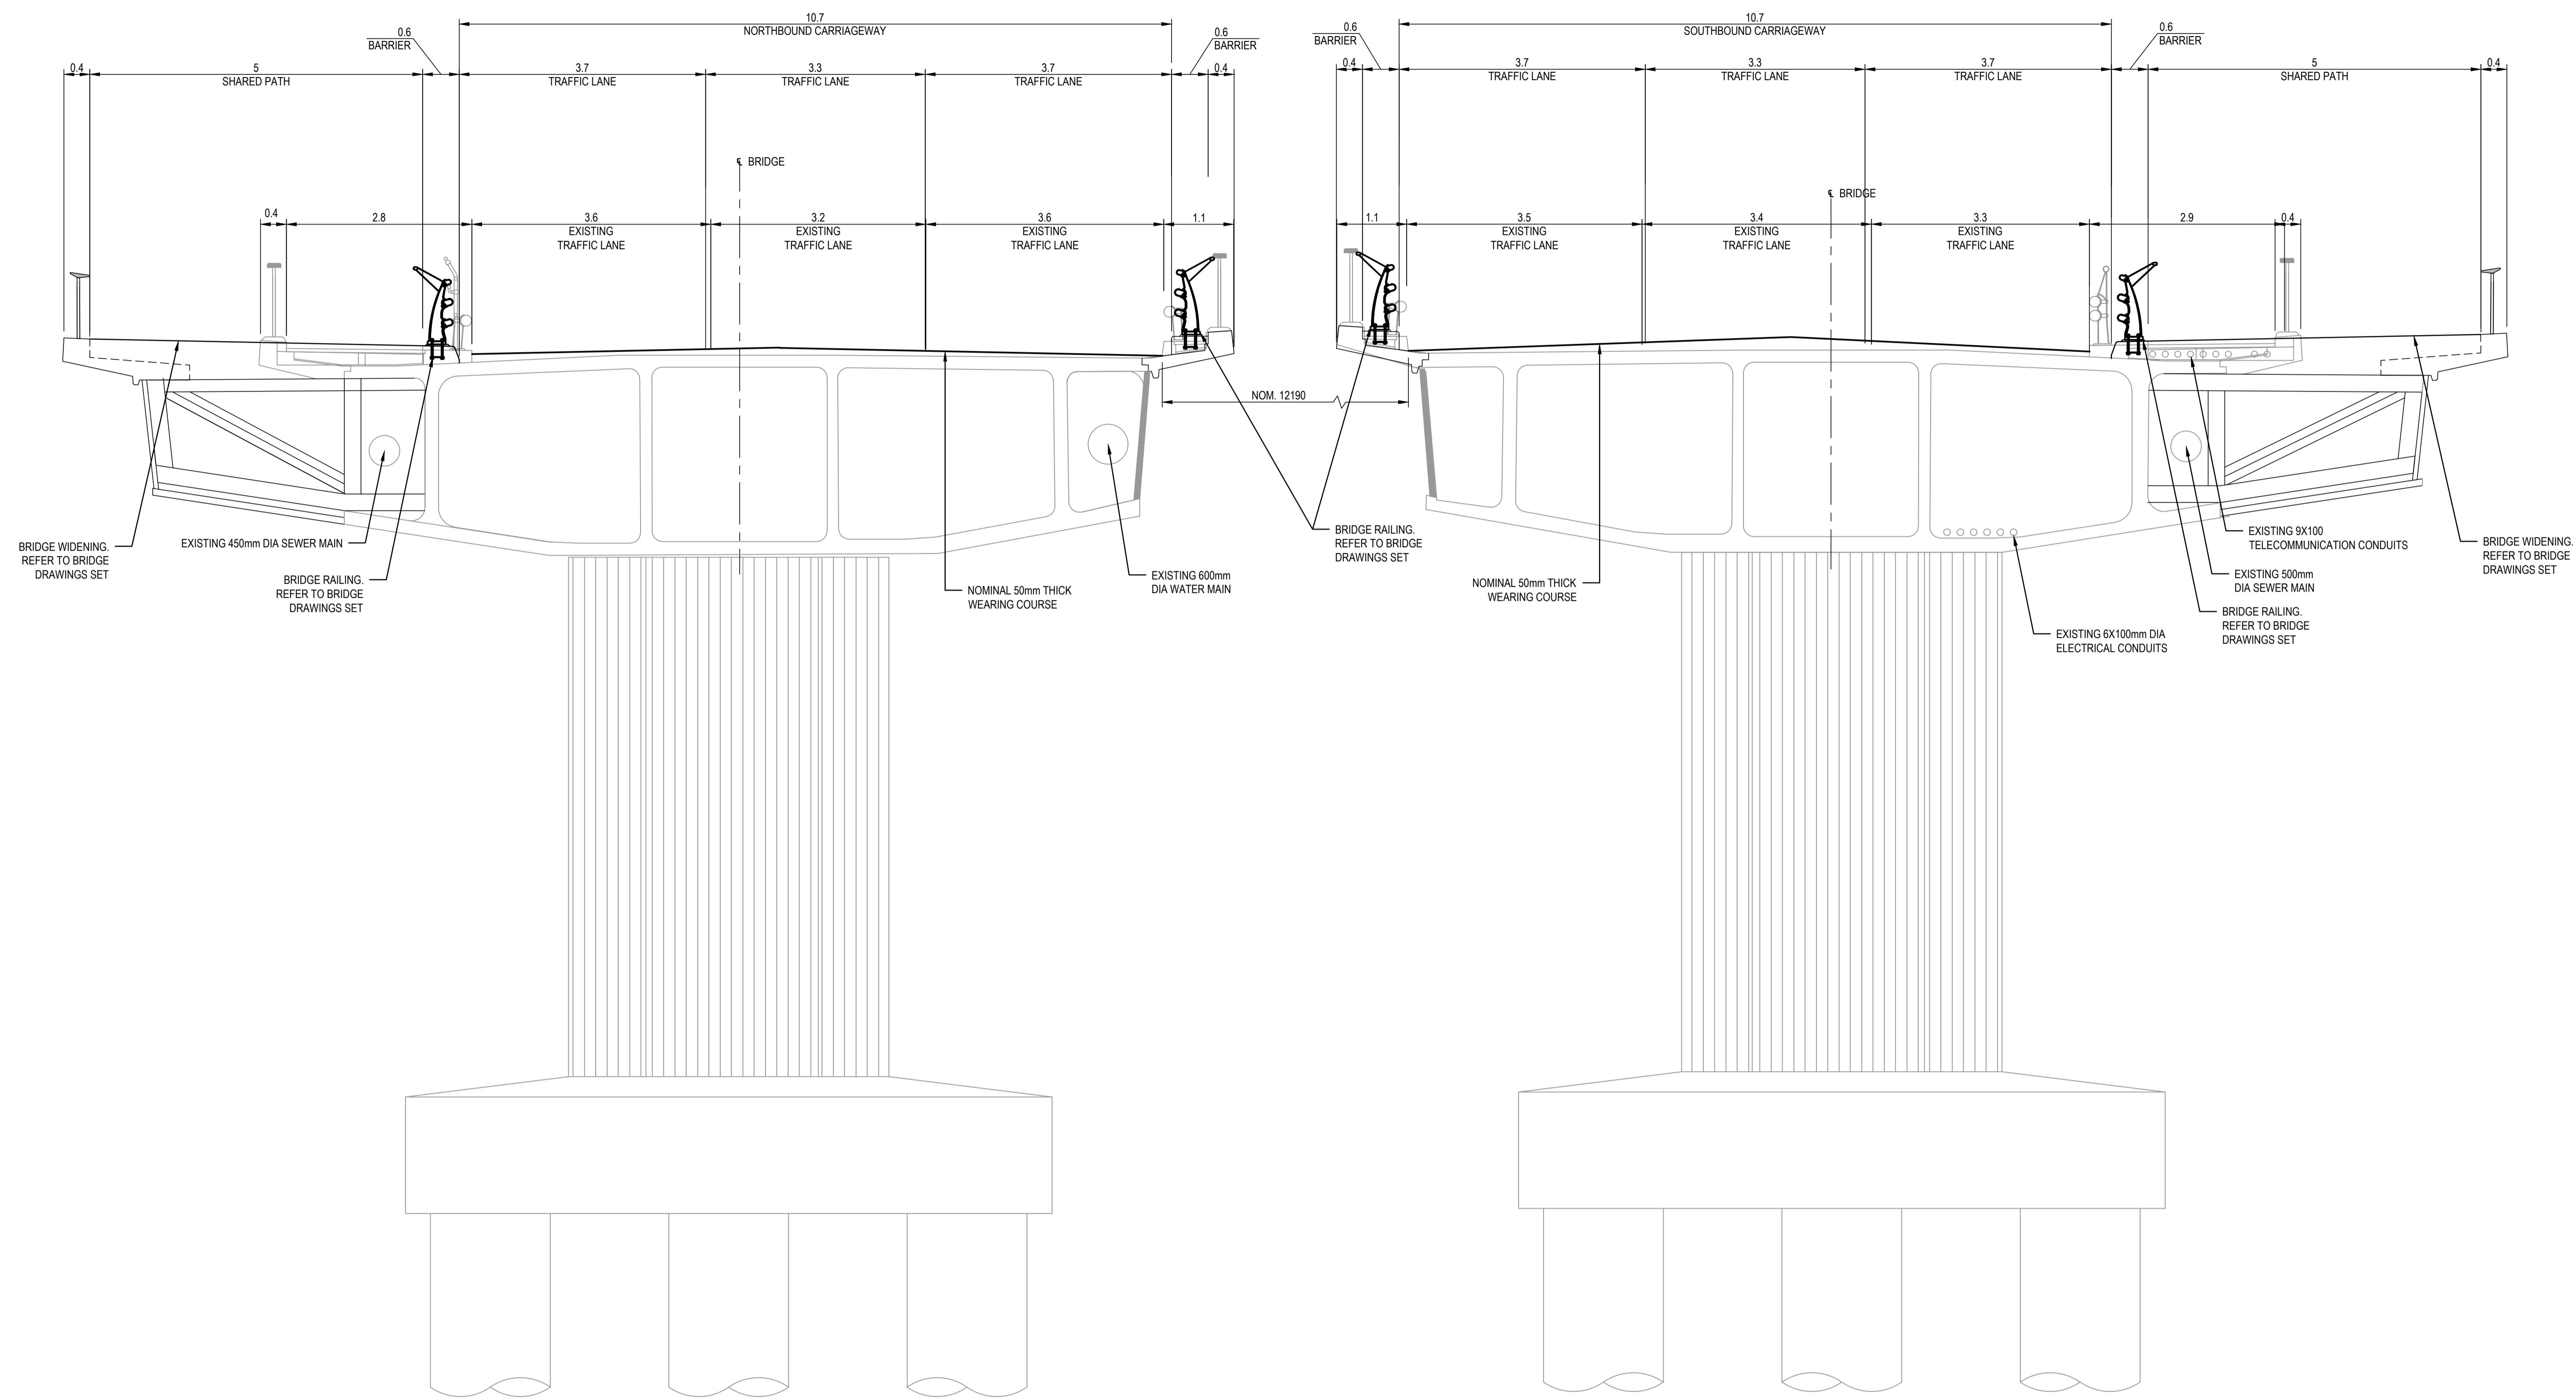 10.7
NORTHBOUND CARRIAGEWAY
0.6
BARRIER
0.6
BARRIER
0.4
5
SHARED PATH
3.7
TRAFFIC LANE
3.3
TRAFFIC LANE
3.7
TRAFFIC LANE
0.4
℄ BRIDGE
0.4
2.8
3.6
EXISTING
TRAFFIC LANE
3.2
EXISTING
TRAFFIC LANE
3.6
EXISTING
TRAFFIC LANE
1.1
NOM. 12190
BRIDGE WIDENING.
REFER TO BRIDGE
DRAWINGS SET
EXISTING 450mm DIA SEWER MAIN
BRIDGE RAILING.
REFER TO BRIDGE
DRAWINGS SET
NOMINAL 50mm THICK
WEARING COURSE
EXISTING 600mm
DIA WATER MAIN
BRIDGE RAILING.
REFER TO BRIDGE
DRAWINGS SET
10.7
SOUTHBOUND CARRIAGEWAY
0.6
BARRIER
0.6
BARRIER
0.4
3.7
TRAFFIC LANE
3.3
TRAFFIC LANE
3.7
TRAFFIC LANE
5
SHARED PATH
0.4
℄ BRIDGE
1.1
3.5
EXISTING
TRAFFIC LANE
3.4
EXISTING
TRAFFIC LANE
3.3
EXISTING
TRAFFIC LANE
2.9
0.4
NOMINAL 50mm THICK
WEARING COURSE
EXISTING 6X100mm DIA
ELECTRICAL CONDUITS
EXISTING 9X100
TELECOMMUNICATION CONDUITS
EXISTING 500mm
DIA SEWER MAIN
BRIDGE RAILING.
REFER TO BRIDGE
DRAWINGS SET
BRIDGE WIDENING.
REFER TO BRIDGE
DRAWINGS SET